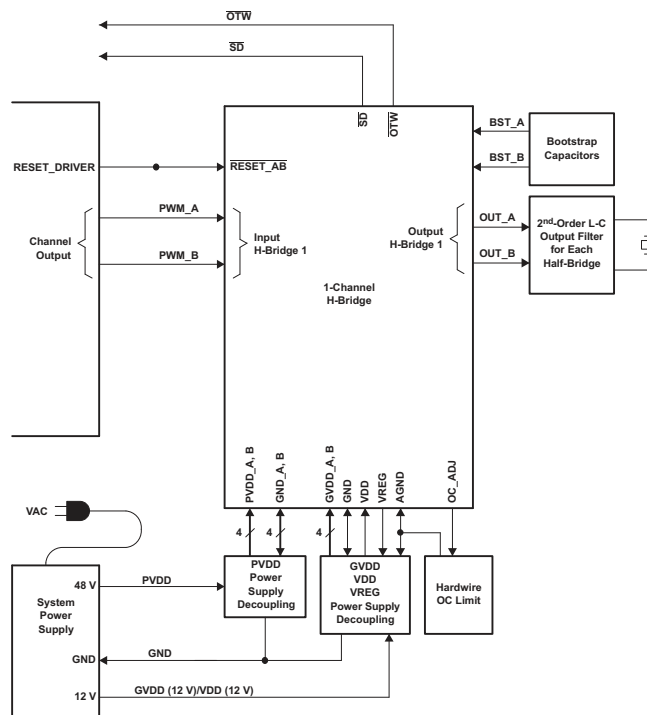 OTW
SD
SD
OTW
BST_A
BST_B
Bootstrap
Capacitors
RESET_DRIVER
RESET_AB
PWM_A
PWM_B
Channel
Output
Input
H-Bridge 1
Output
H-Bridge 1
OUT_A
OUT_B
2nd-Order L-C
Output Filter
for Each
Half-Bridge
1-Channel
H-Bridge
PVDD_A, B
GND_A, B
GVDD_A, B
GND
VDD
VREG
AGND
OC_ADJ
4
4
4
VAC
PVDD
Power
Supply
Decoupling
GVDD
VDD
VREG
Power Supply
Decoupling
Hardwire
OC Limit
System
Power
Supply
48 V
PVDD
GND
GND
12 V
GVDD (12 V)/VDD (12 V)